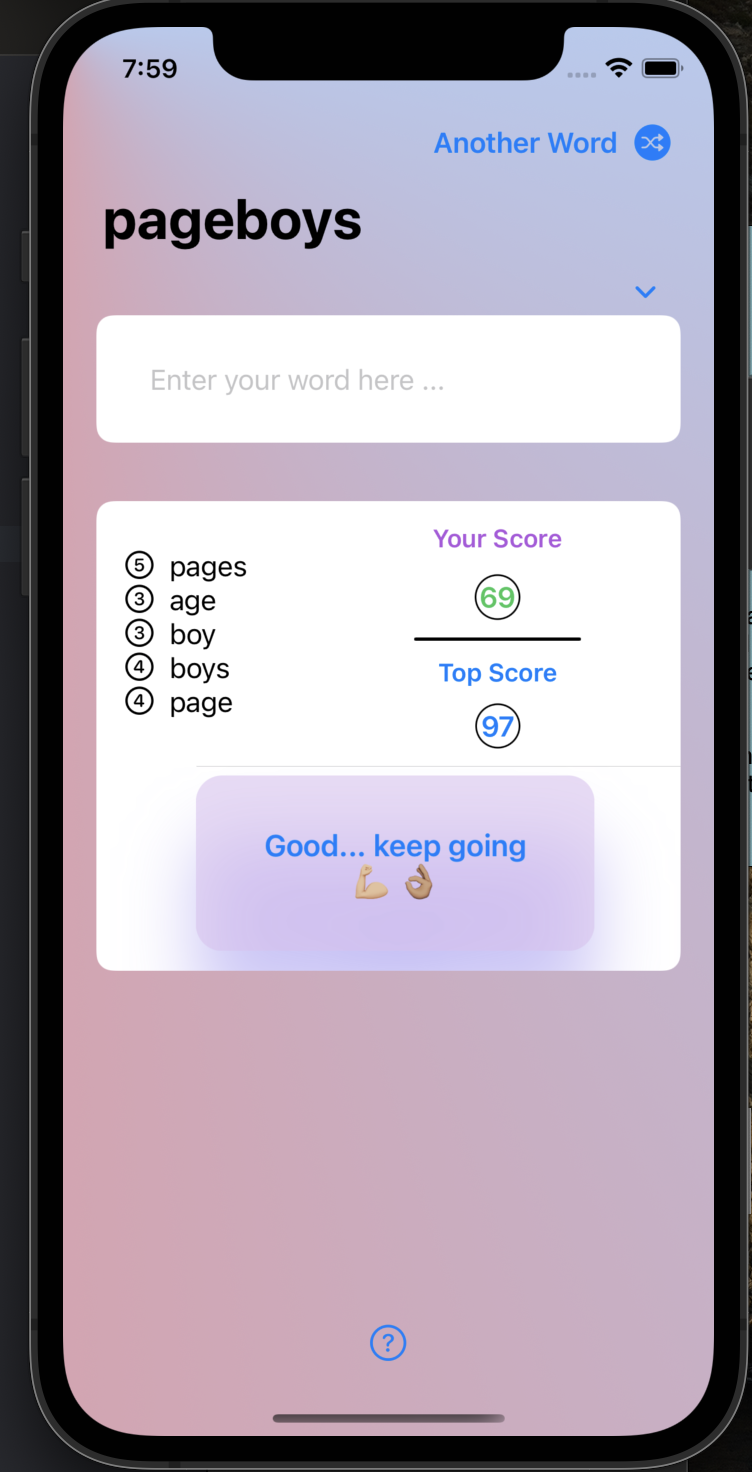 7:59
Another Word
pageboys
Enter your word here ...
Your Score
69
Top Score
97
5 pages
3 age
3 boy
4 boys
4 page
Good... keep going
?